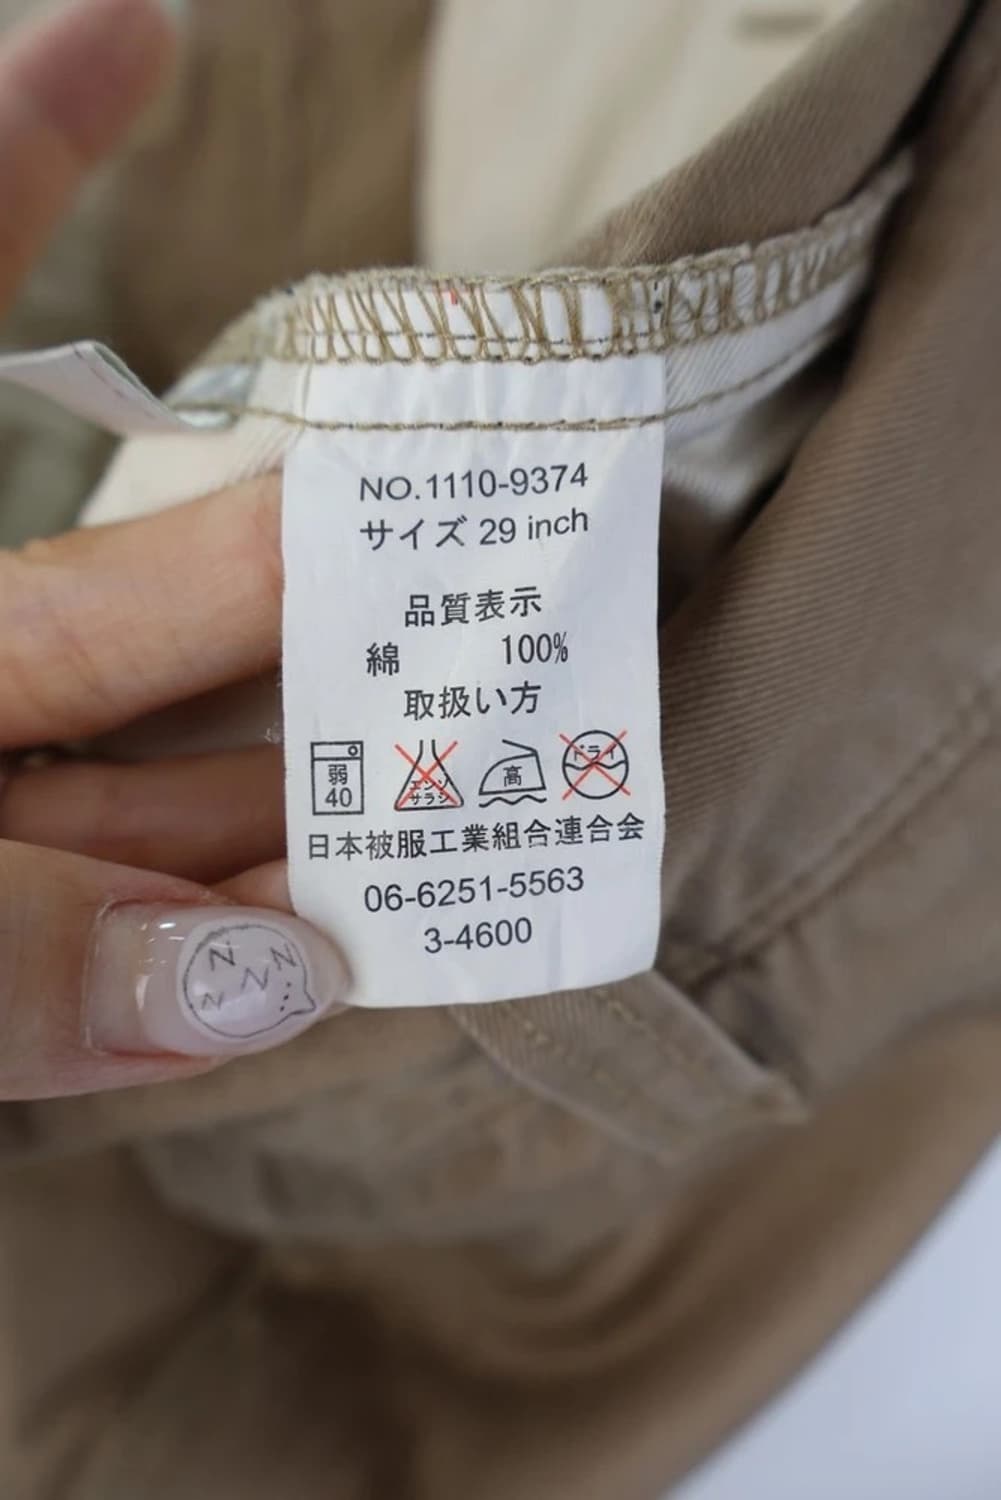 NO.1110-9374
サイズ 29 inch
品質表示
綿 100%
取扱い方
弱 40
エンソ サラシ
高
ドライ
日本被服工業組合連合会
06-6251-5563
3-4600
N N N N